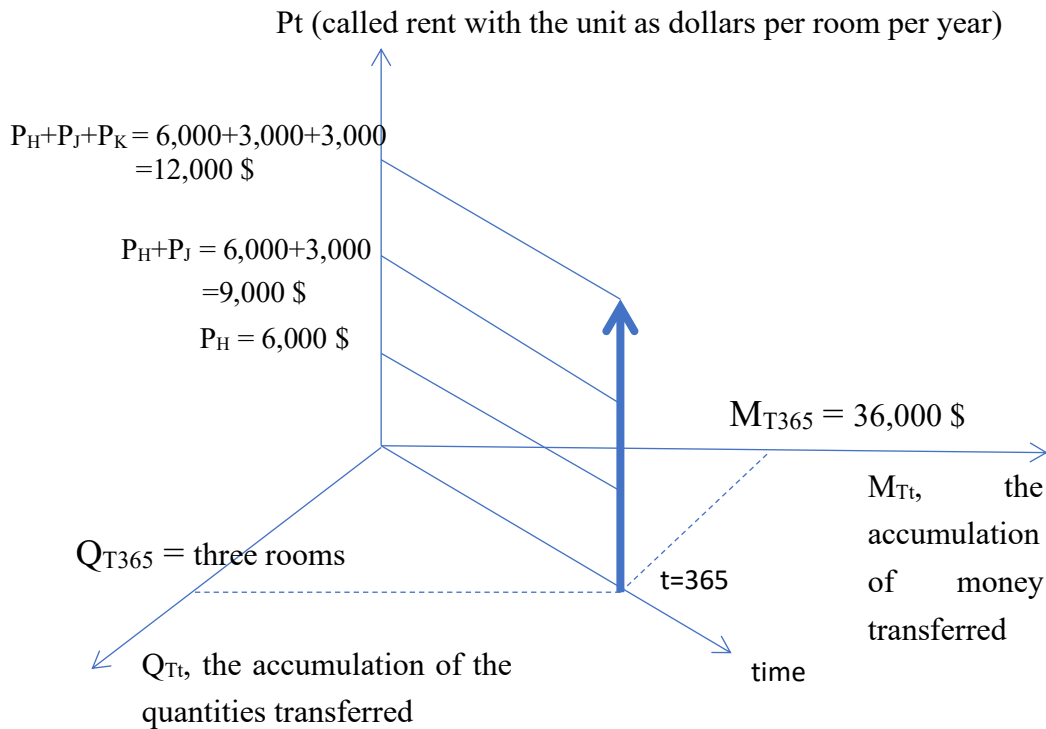 Pt (called rent with the unit as dollars per room per year)
PH+PJ+PK = 6,000+3,000+3,000
=12,000 $
PH+PJ = 6,000+3,000
=9,000 $
PH = 6,000 $
MT365 = 36,000 $
MTt, the
accumulation
of money
transferred
QT365 = three rooms
t=365
time
QTt, the accumulation of the
quantities transferred